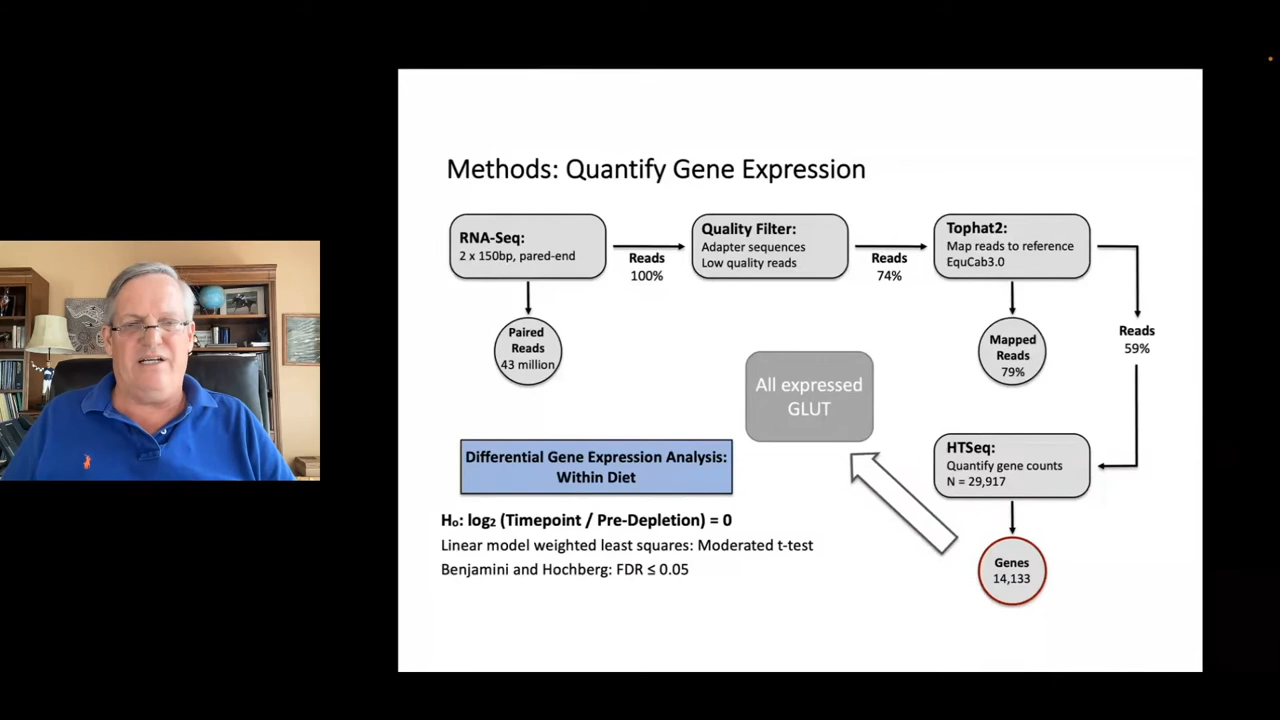 Methods: Quantify Gene Expression
RNA-Seq:
2 x 150bp, pared-end
Reads
100%
Quality Filter:
Adapter sequences
Low quality reads
Reads
74%
Tophat2:
Map reads to reference
EquCab3.0
Paired
Reads
43 million
Mapped
Reads
79%
Reads
59%
All expressed
GLUT
HTSeq:
Quantify gene counts
N = 29,917
Differential Gene Expression Analysis:
Within Diet
Hₒ: log₂ (Timepoint / Pre-Depletion) = 0
Linear model weighted least squares: Moderated t-test
Benjamini and Hochberg: FDR ≤ 0.05
Genes
14,133